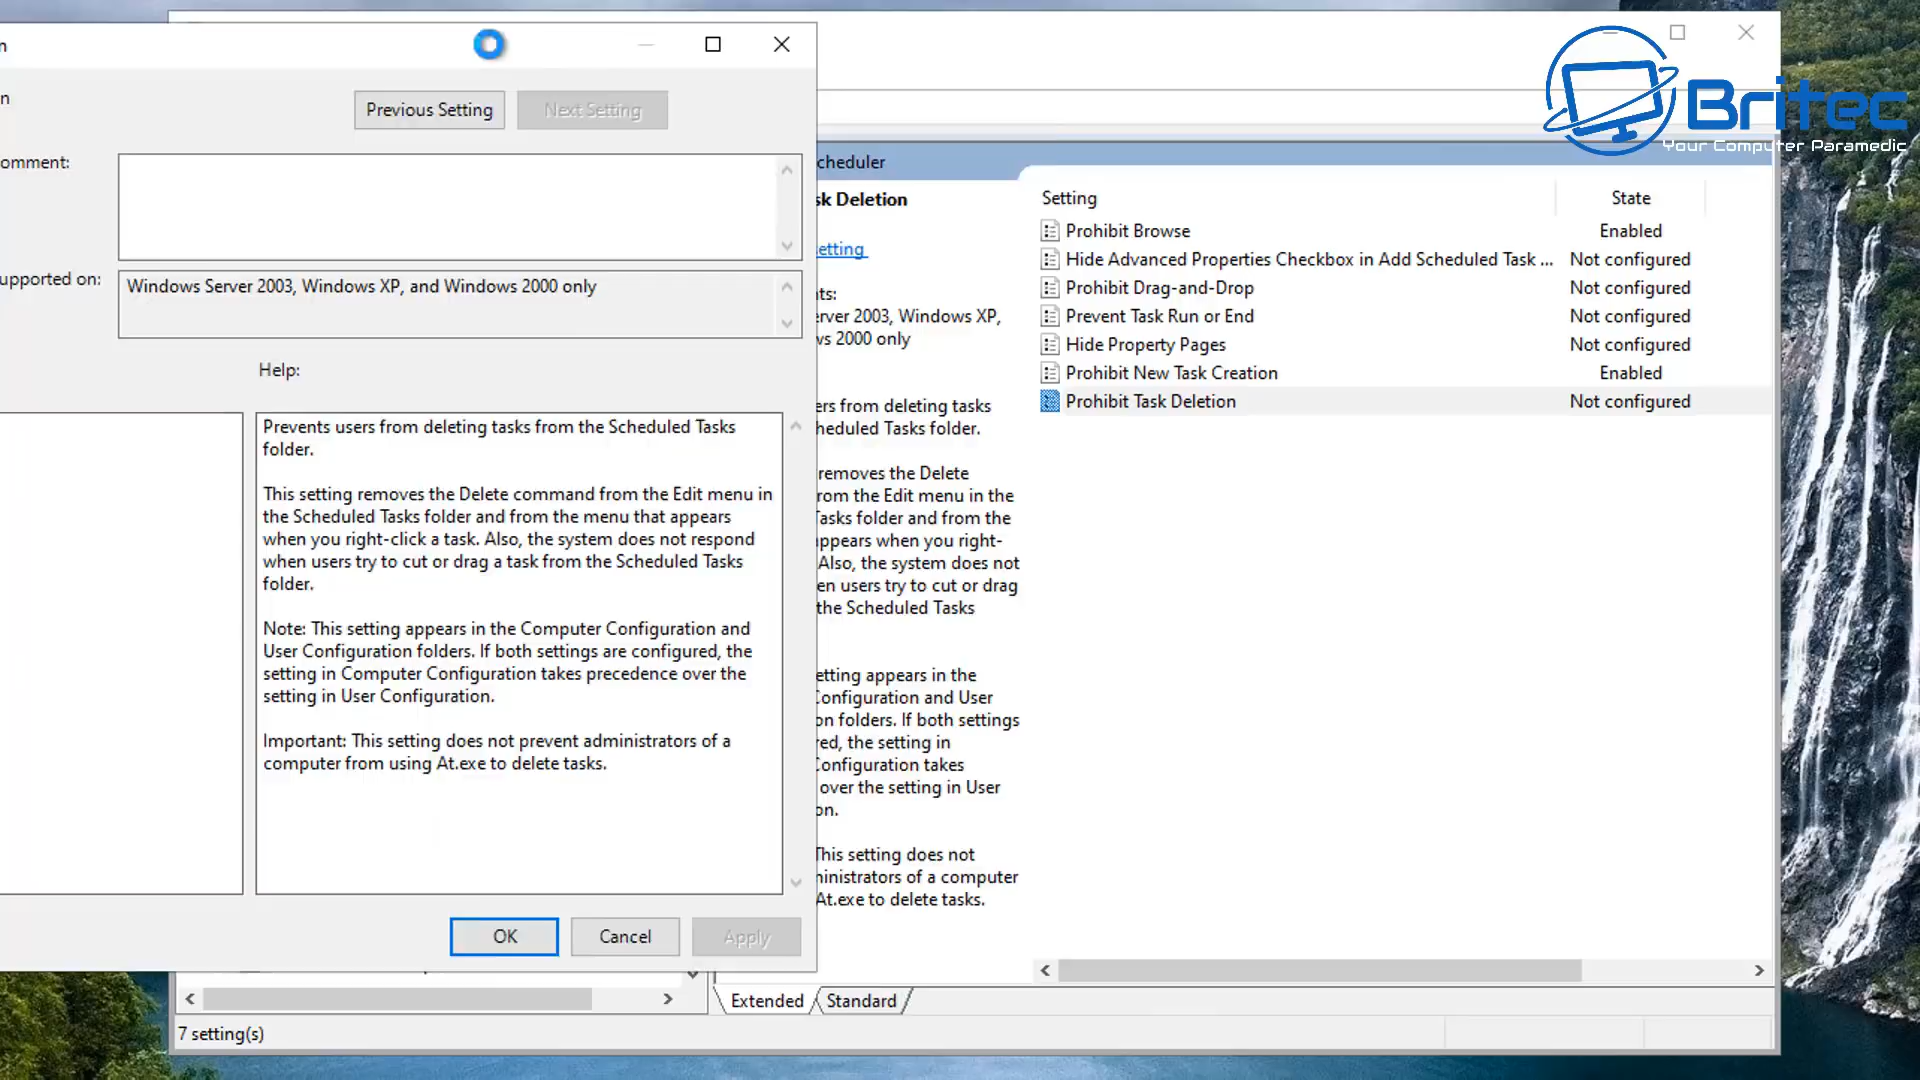 n
n
Previous Setting
Next Setting
omment:
upported on:
Windows Server 2003, Windows XP, and Windows 2000 only
Help:
Prevents users from deleting tasks from the Scheduled Tasks
folder.
This setting removes the Delete command from the Edit menu in
the Scheduled Tasks folder and from the menu that appears
when you right-click a task. Also, the system does not respond
when users try to cut or drag a task from the Scheduled Tasks
folder.
Note: This setting appears in the Computer Configuration and
User Configuration folders. If both settings are configured, the
setting in Computer Configuration takes precedence over the
setting in User Configuration.
Important: This setting does not prevent administrators of a
computer from using At.exe to delete tasks.
OK
Cancel
Apply
cheduler
sk Deletion
etting
ts:
erver 2003, Windows XP,
ws 2000 only
ers from deleting tasks
heduled Tasks folder.
removes the Delete
rom the Edit menu in the
Tasks folder and from the
appears when you right-
Also, the system does not
en users try to cut or drag
the Scheduled Tasks
etting appears in the
Configuration and User
on folders. If both settings
red, the setting in
Configuration takes
over the setting in User
on.
This setting does not
ministrators of a computer
At.exe to delete tasks.
Setting State
Prohibit Browse Enabled
Hide Advanced Properties Checkbox in Add Scheduled Task ... Not configured
Prohibit Drag-and-Drop Not configured
Prevent Task Run or End Not configured
Hide Property Pages Not configured
Prohibit New Task Creation Enabled
Prohibit Task Deletion Not configured
Extended Standard
7 setting(s)
Britec
Your Computer Paramedic